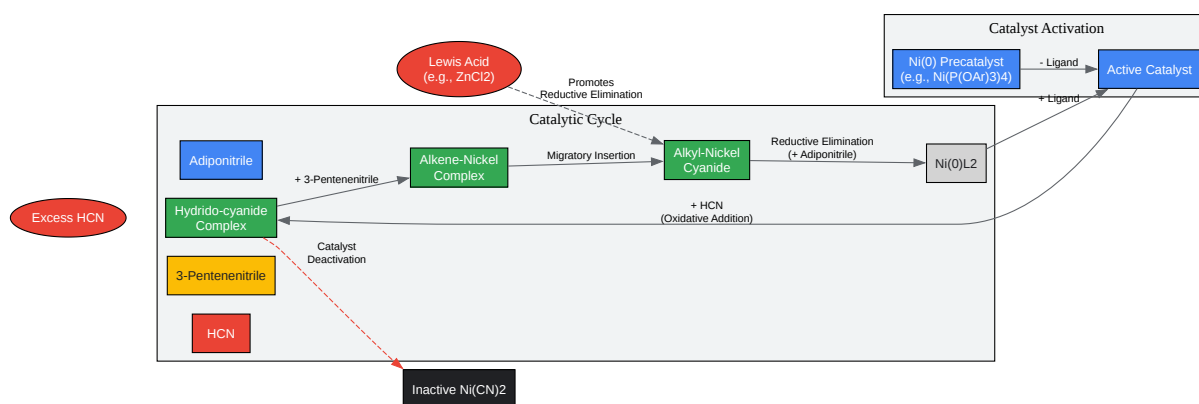 Catalyst Activation
Ni(0) Precatalyst
(e.g., Ni(P(OAr)3)4)
- Ligand
Active Catalyst
+ Ligand
Lewis Acid
(e.g., ZnCl2)
Promotes
Reductive Elimination
Catalytic Cycle
Adiponitrile
Alkene-Nickel
Complex
Migratory Insertion
Alkyl-Nickel
Cyanide
Reductive Elimination
(+ Adiponitrile)
Ni(0)L2
+ 3-Pentenenitrile
Excess HCN
Hydrido-cyanide
Complex
+ HCN
(Oxidative Addition)
Catalyst
Deactivation
3-Pentenenitrile
HCN
Inactive Ni(CN)2